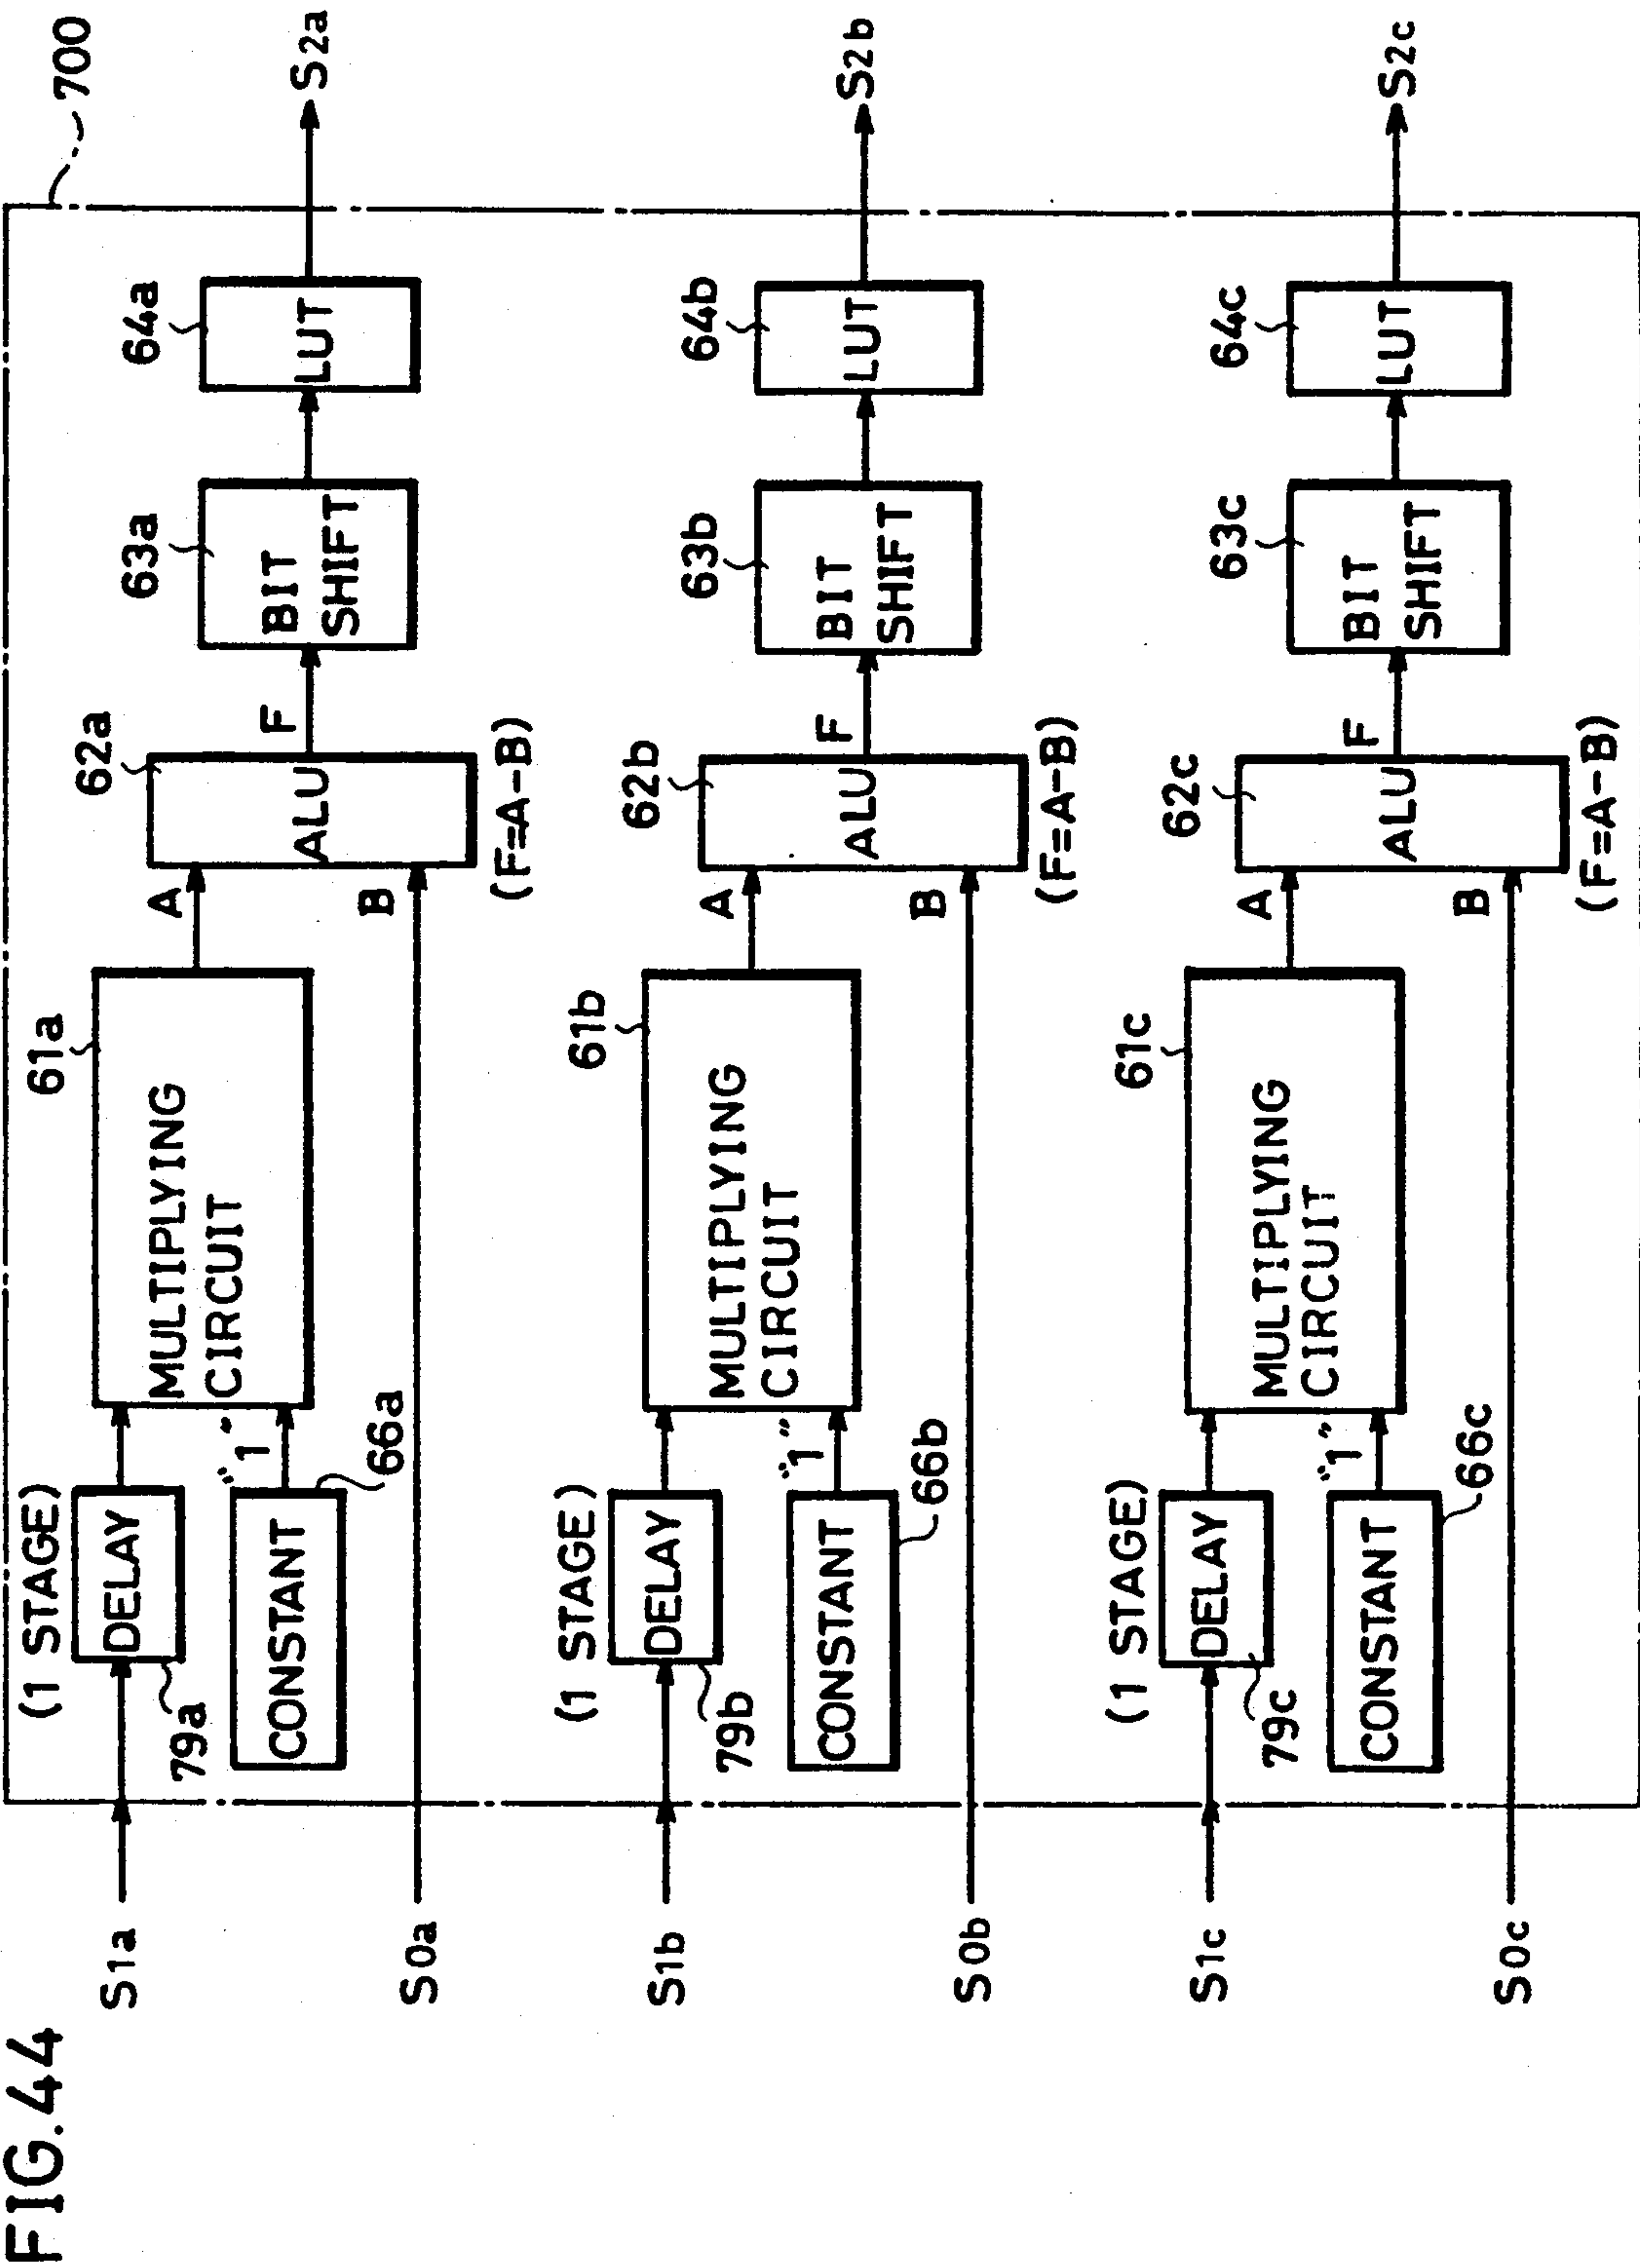 FIG.44
700
S1a
(1 STAGE)
DELAY
79a
CONSTANT
"1"
66a
61a
MULTIPLYING
CIRCUIT
A
S0a
B
62a
ALU
(F=A-B)
F
63a
BIT
SHIFT
64a
LUT
S2a
S1b
(1 STAGE)
DELAY
79b
CONSTANT
"1"
66b
61b
MULTIPLYING
CIRCUIT
A
S0b
B
62b
ALU
(F=A-B)
F
63b
BIT
SHIFT
64b
LUT
S2b
S1c
(1 STAGE)
DELAY
79c
CONSTANT
"1"
66c
61c
MULTIPLYING
CIRCUIT
A
S0c
B
62c
ALU
(F=A-B)
F
63c
BIT
SHIFT
64c
LUT
S2c